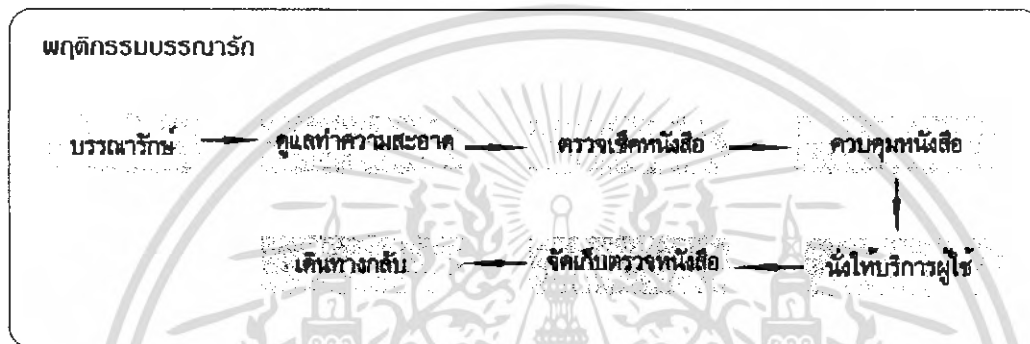 พฤติกรรมบรรณารัก
บรรณารักษ์ ดูแลทำความสะอาด ตรวจเช็คหนังสือ ควบคุมหนังสือ
เดินทางกลับ จัดเก็บตรวจหนังสือ นั่งให้บริการผู้ใช้